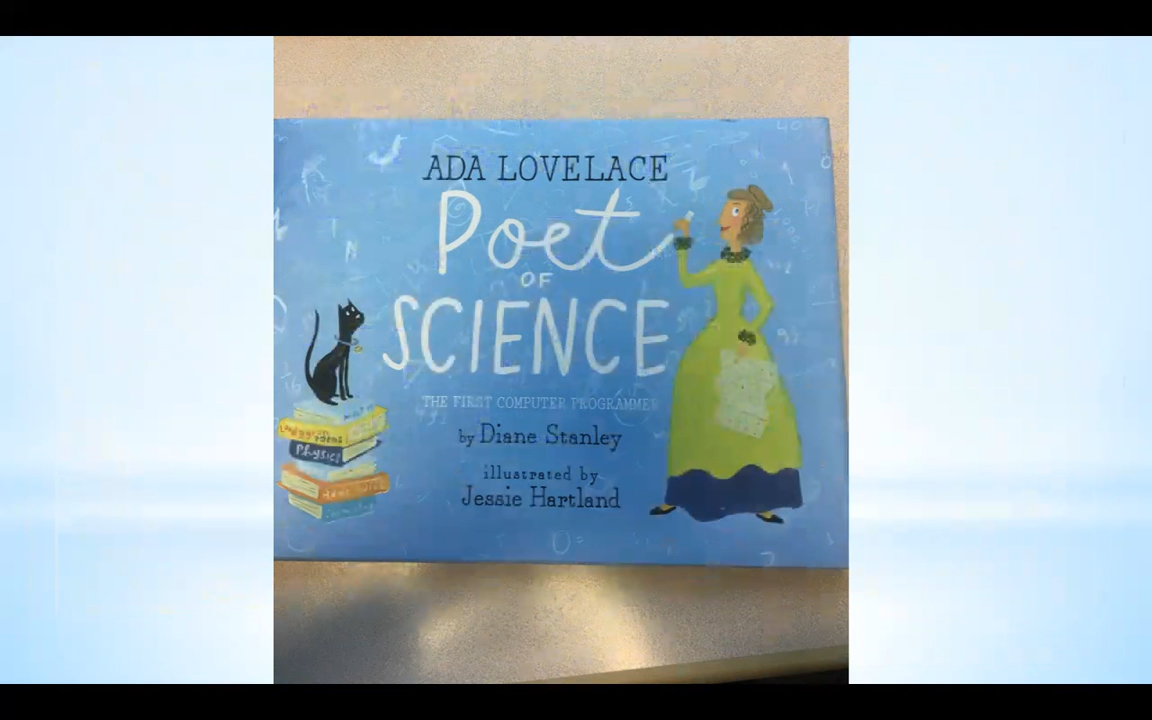 ADA LOVELACE
Poet
OF
SCIENCE
THE FIRST COMPUTER PROGRAMMER
by Diane Stanley
illustrated by
Jessie Hartland
Physics